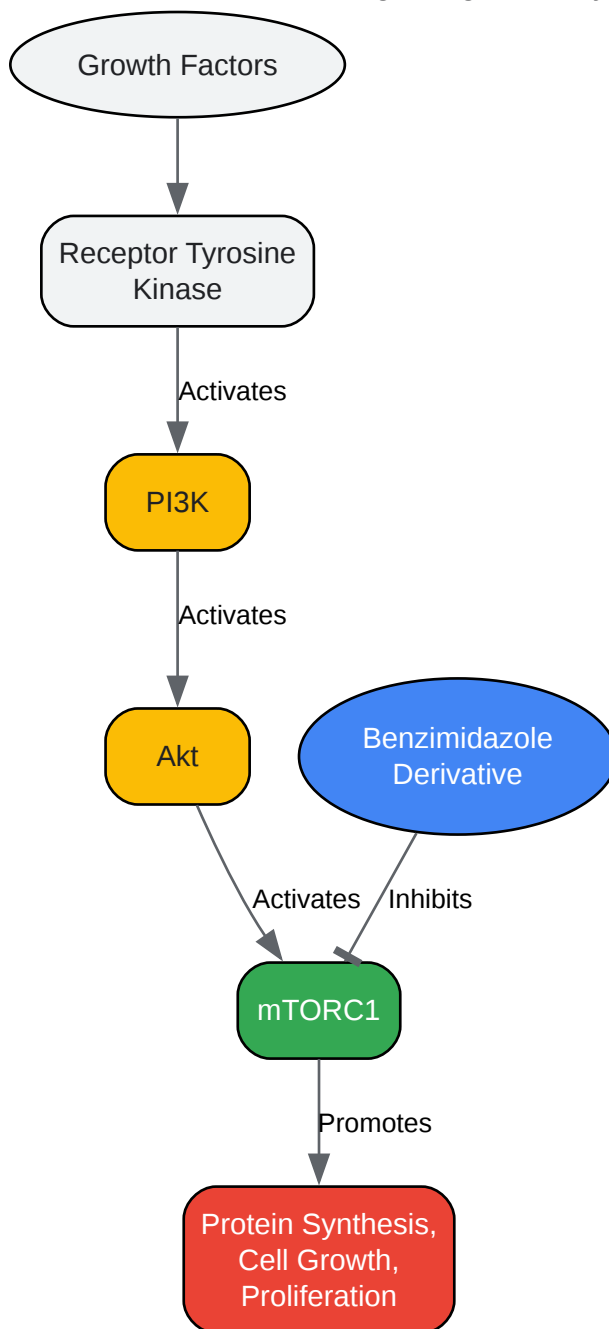 Growth Factors
Receptor Tyrosine
Kinase
Activates
PI3K
Activates
Akt
Benzimidazole
Derivative
Activates
Inhibits
mTORC1
Promotes
Protein Synthesis,
Cell Growth,
Proliferation